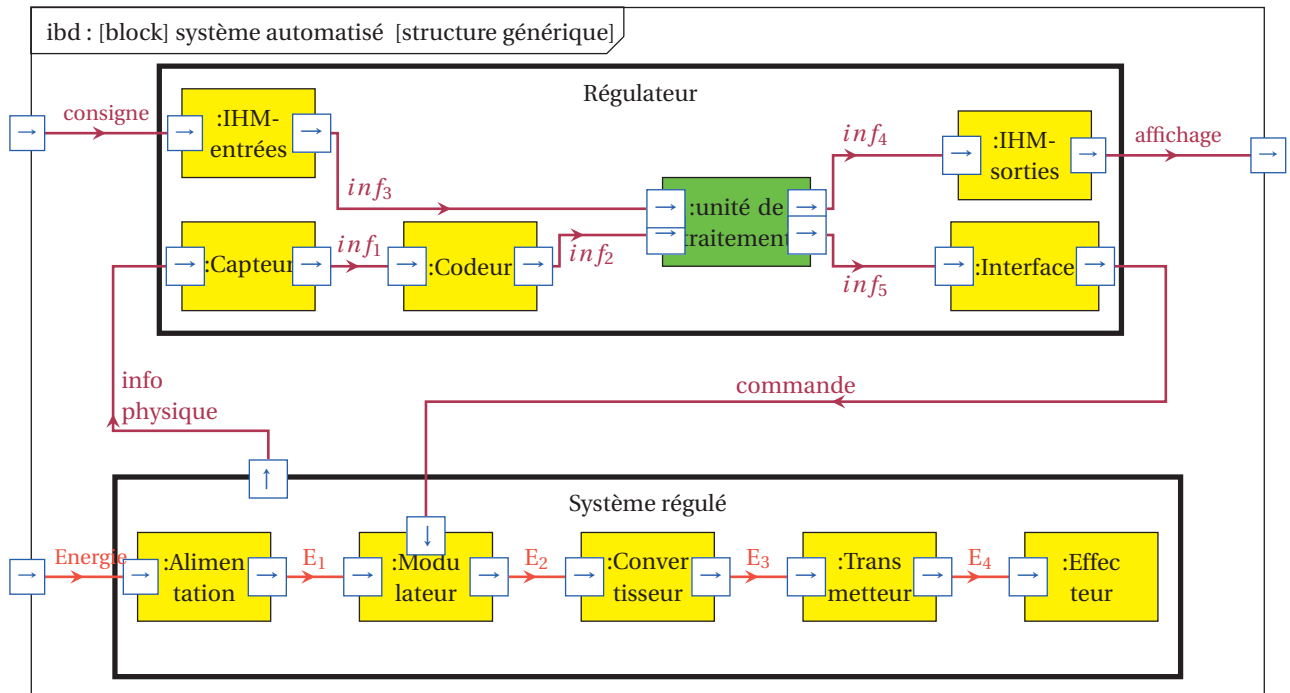 ibd : [block] système automatisé [structure générique]
Régulateur
consigne
:IHM-
entrées
inf3
inf4
:IHM-
sorties
affichage
:unité de
traitement
:Capteur
inf1
:Codeur
inf2
inf5
:Interface
info
physique
commande
Système régulé
Energie
:Alimen
tation
E1
:Modu
lateur
E2
:Conver
tisseur
E3
:Trans
metteur
E4
:Effec
teur